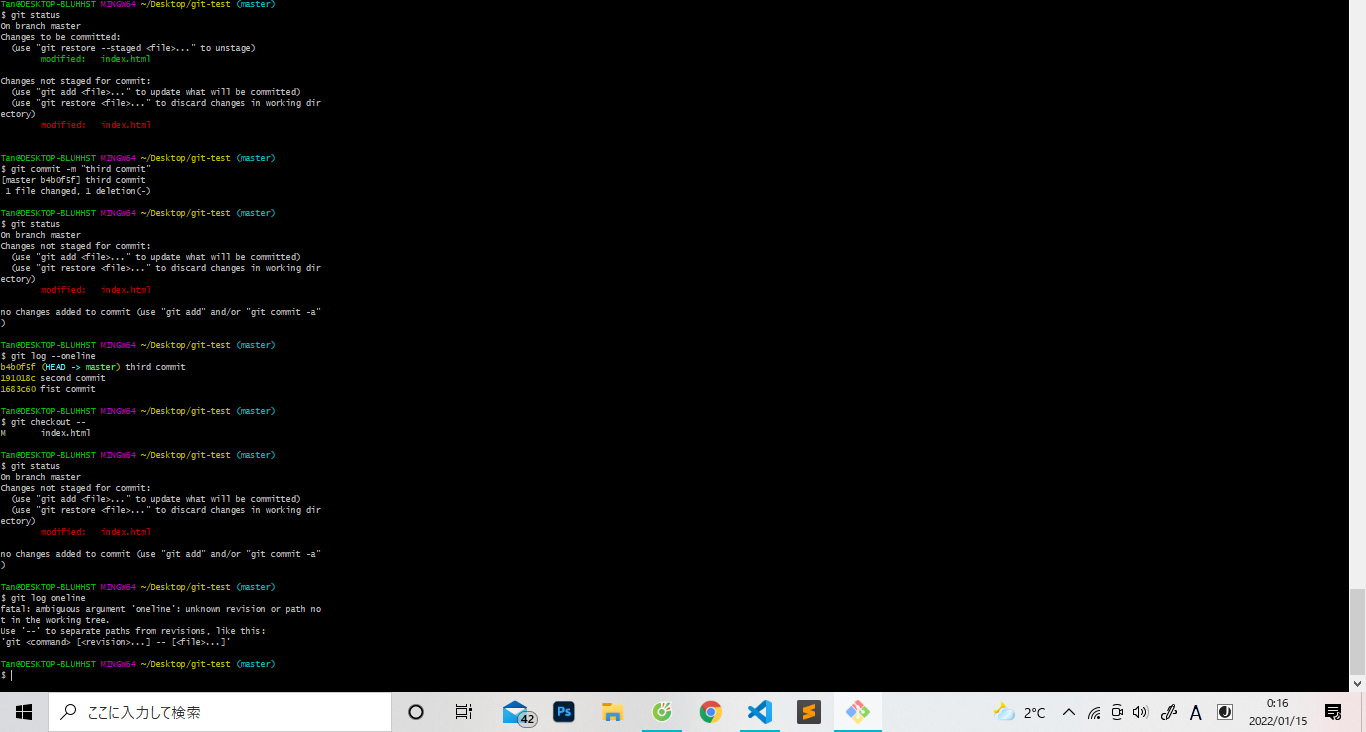 Tan@DESKTOP-BLUHHST MINGW64 ~/Desktop/git-test (master)
$ git status
On branch master
Changes to be committed:
  (use "git restore --staged <file>..." to unstage)
        modified:   index.html

Changes not staged for commit:
  (use "git add <file>..." to update what will be committed)
  (use "git restore <file>..." to discard changes in working dir
ectory)
        modified:   index.html


Tan@DESKTOP-BLUHHST MINGW64 ~/Desktop/git-test (master)
$ git commit -m "third commit"
[master b4b0f5f] third commit
 1 file changed, 1 deletion(-)

Tan@DESKTOP-BLUHHST MINGW64 ~/Desktop/git-test (master)
$ git status
On branch master
Changes not staged for commit:
  (use "git add <file>..." to update what will be committed)
  (use "git restore <file>..." to discard changes in working dir
ectory)
        modified:   index.html

no changes added to commit (use "git add" and/or "git commit -a"
)

Tan@DESKTOP-BLUHHST MINGW64 ~/Desktop/git-test (master)
$ git log --oneline
b4b0f5f (HEAD -> master) third commit
191018c second commit
1683c60 fist commit

Tan@DESKTOP-BLUHHST MINGW64 ~/Desktop/git-test (master)
$ git checkout --
M       index.html

Tan@DESKTOP-BLUHHST MINGW64 ~/Desktop/git-test (master)
$ git status
On branch master
Changes not staged for commit:
  (use "git add <file>..." to update what will be committed)
  (use "git restore <file>..." to discard changes in working dir
ectory)
        modified:   index.html

no changes added to commit (use "git add" and/or "git commit -a"
)

Tan@DESKTOP-BLUHHST MINGW64 ~/Desktop/git-test (master)
$ git log oneline
fatal: ambiguous argument 'oneline': unknown revision or path no
t in the working tree.
Use '--' to separate paths from revisions, like this:
'git <command> [<revision>...] -- [<file>...]'

Tan@DESKTOP-BLUHHST MINGW64 ~/Desktop/git-test (master)
$
ここに入力して検索
42
Ps
2°C
A
0:16
2022/01/15